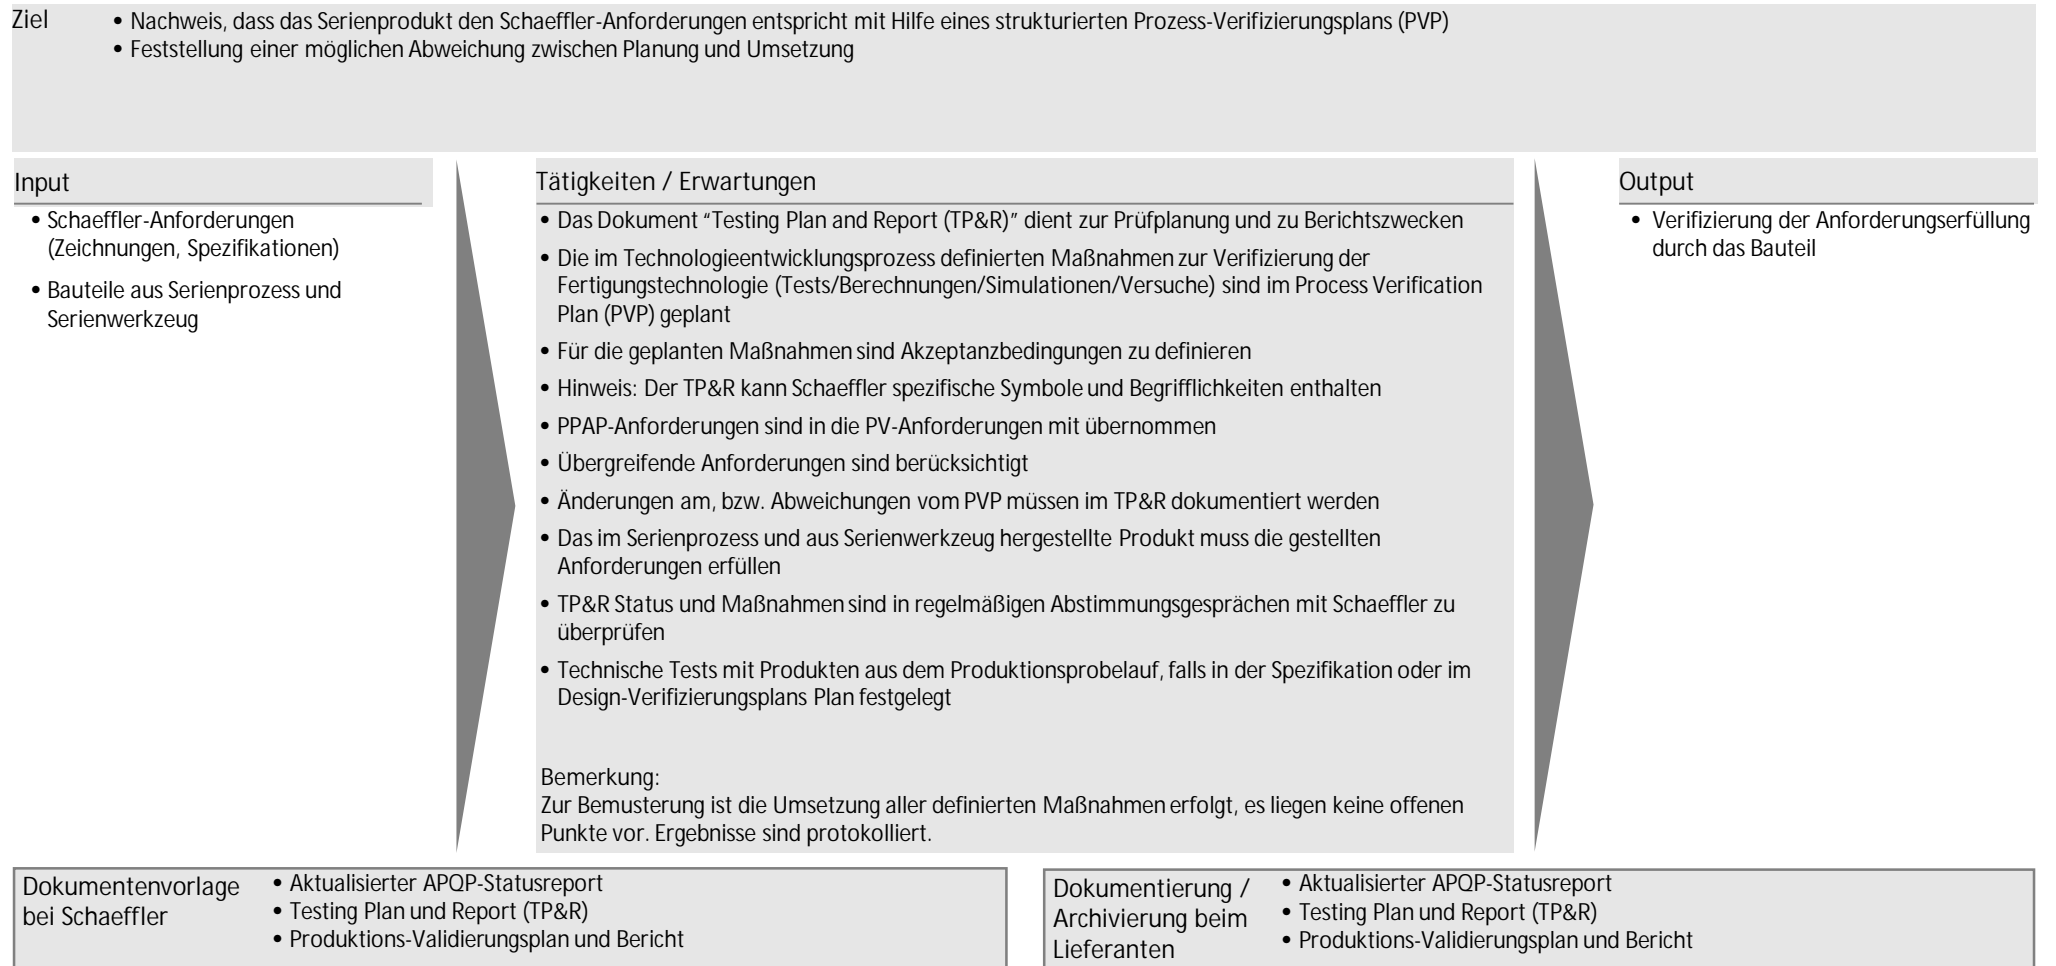 Ziel
• Nachweis, dass das Serienprodukt den Schaeffler-Anforderungen entspricht mit Hilfe eines strukturierten Prozess-Verifizierungsplans (PVP)
• Feststellung einer möglichen Abweichung zwischen Planung und Umsetzung
Input
• Schaeffler-Anforderungen
(Zeichnungen, Spezifikationen)
• Bauteile aus Serienprozess und
Serienwerkzeug
Tätigkeiten / Erwartungen
• Das Dokument “Testing Plan and Report (TP&R)” dient zur Prüfplanung und zu Berichtszwecken
• Die im Technologieentwicklungsprozess definierten Maßnahmen zur Verifizierung der
Fertigungstechnologie (Tests/Berechnungen/Simulationen/Versuche) sind im Process Verification
Plan (PVP) geplant
• Für die geplanten Maßnahmen sind Akzeptanzbedingungen zu definieren
• Hinweis: Der TP&R kann Schaeffler spezifische Symbole und Begrifflichkeiten enthalten
• PPAP-Anforderungen sind in die PV-Anforderungen mit übernommen
• Übergreifende Anforderungen sind berücksichtigt
• Änderungen am, bzw. Abweichungen vom PVP müssen im TP&R dokumentiert werden
• Das im Serienprozess und aus Serienwerkzeug hergestellte Produkt muss die gestellten
Anforderungen erfüllen
• TP&R Status und Maßnahmen sind in regelmäßigen Abstimmungsgesprächen mit Schaeffler zu
überprüfen
• Technische Tests mit Produkten aus dem Produktionsprobelauf, falls in der Spezifikation oder im
Design-Verifizierungsplans Plan festgelegt
Bemerkung:
Zur Bemusterung ist die Umsetzung aller definierten Maßnahmen erfolgt, es liegen keine offenen
Punkte vor. Ergebnisse sind protokolliert.
Output
• Verifizierung der Anforderungserfüllung
durch das Bauteil
Dokumentenvorlage
bei Schaeffler
• Aktualisierter APQP-Statusreport
• Testing Plan und Report (TP&R)
• Produktions-Validierungsplan und Bericht
Dokumentierung /
Archivierung beim
Lieferanten
• Aktualisierter APQP-Statusreport
• Testing Plan und Report (TP&R)
• Produktions-Validierungsplan und Bericht